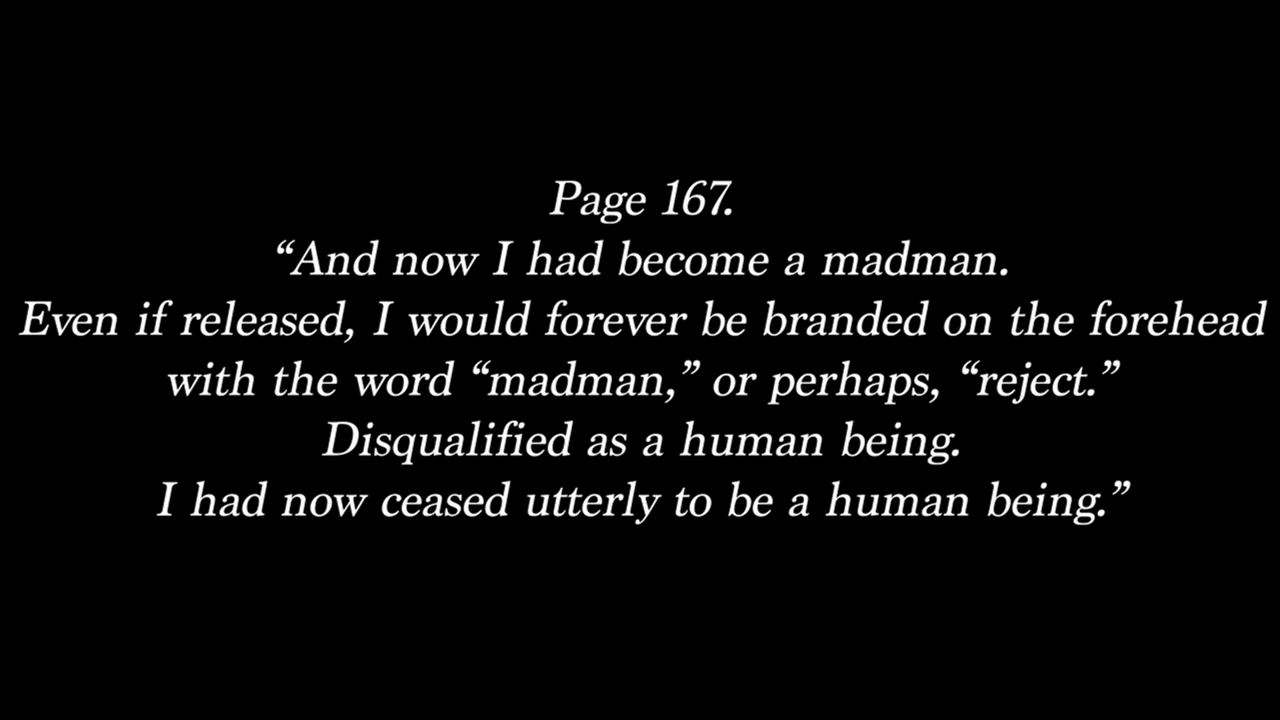 Page 167.
“And now I had become a madman.
Even if released, I would forever be branded on the forehead
with the word “madman,” or perhaps, “reject.”
Disqualified as a human being.
I had now ceased utterly to be a human being.”